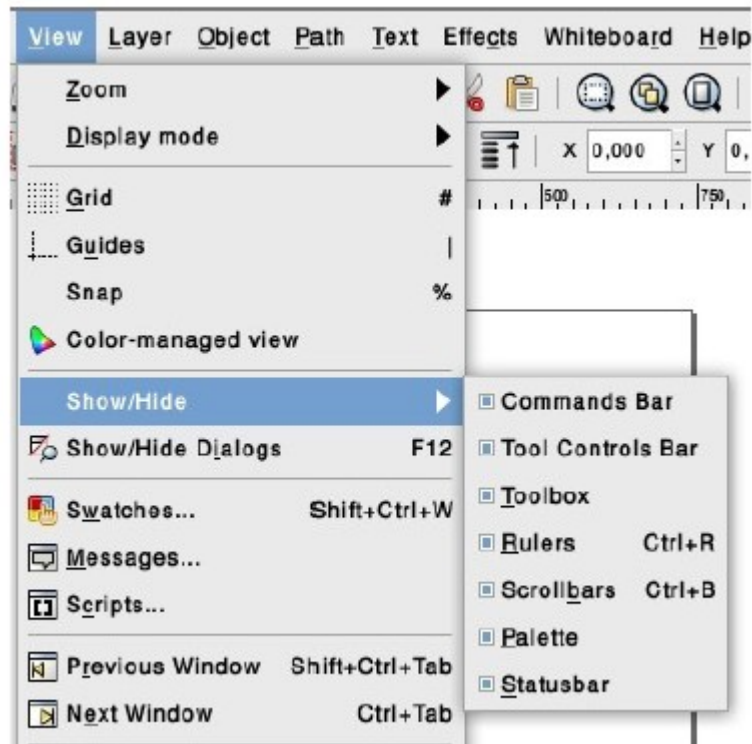 View Layer Object Path Text Effects Whiteboard Help
Zoom
Display mode
X 0,000 Y 0,
Grid #
500 750
Guides |
Snap %
Color-managed view
Show/Hide
Show/Hide Dialogs F12
Swatches... Shift+Ctrl+W
Messages...
Scripts...
Previous Window Shift+Ctrl+Tab
Next Window Ctrl+Tab
Commands Bar
Tool Controls Bar
Toolbox
Rulers Ctrl+R
Scrollbars Ctrl+B
Palette
Statusbar